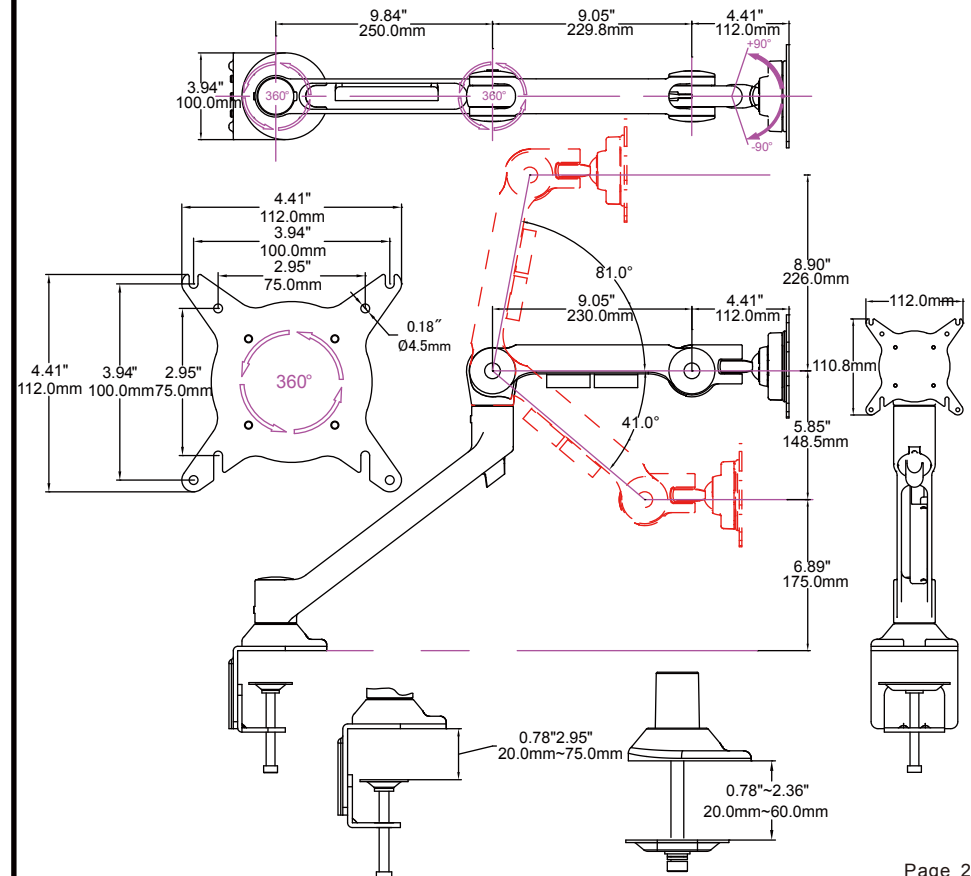 9.84"
250.0mm
9.05"
229.8mm
4.41"
112.0mm
+90°
3.94"
100.0mm
360°
360°
-90°
4.41"
112.0mm
3.94"
100.0mm
2.95"
75.0mm
0.18″
Ø4.5mm
4.41"
112.0mm
3.94"
100.0mm
2.95"
75.0mm
360°
81.0°
9.05"
230.0mm
4.41"
112.0mm
8.90"
226.0mm
41.0°
5.85"
148.5mm
6.89"
175.0mm
112.0mm
110.8mm
0.78"2.95"
20.0mm~75.0mm
0.78"~2.36"
20.0mm~60.0mm
Page 2